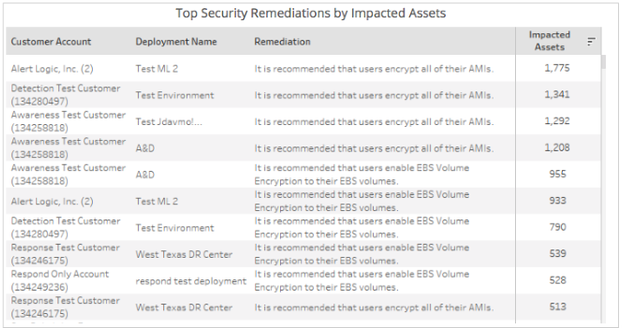 Top Security Remediations by Impacted Assets
Customer Account Deployment Name Remediation Impacted Assets
Alert Logic, Inc. (2) Test ML 2 It is recommended that users encrypt all of their AMIs. 1,775
Detection Test Customer
(134280497) Test Environment It is recommended that users encrypt all of their AMIs. 1,341
Awareness Test Customer
(134258818) Test Jdavmo!... It is recommended that users encrypt all of their AMIs. 1,292
Awareness Test Customer
(134258818) A&D It is recommended that users encrypt all of their AMIs. 1,208
Awareness Test Customer
(134258818) A&D It is recommended that users enable EBS Volume
Encryption to their EBS volumes. 955
Alert Logic, Inc. (2) Test ML 2 It is recommended that users enable EBS Volume
Encryption to their EBS volumes. 933
Detection Test Customer
(134280497) Test Environment It is recommended that users enable EBS Volume
Encryption to their EBS volumes. 790
Response Test Customer
(134246175) West Texas DR Center It is recommended that users enable EBS Volume
Encryption to their EBS volumes. 539
Respond Only Account
(134249236) respond test deployment It is recommended that users enable EBS Volume
Encryption to their EBS volumes. 528
Response Test Customer
(134246175) West Texas DR Center It is recommended that users encrypt all of their AMIs. 513